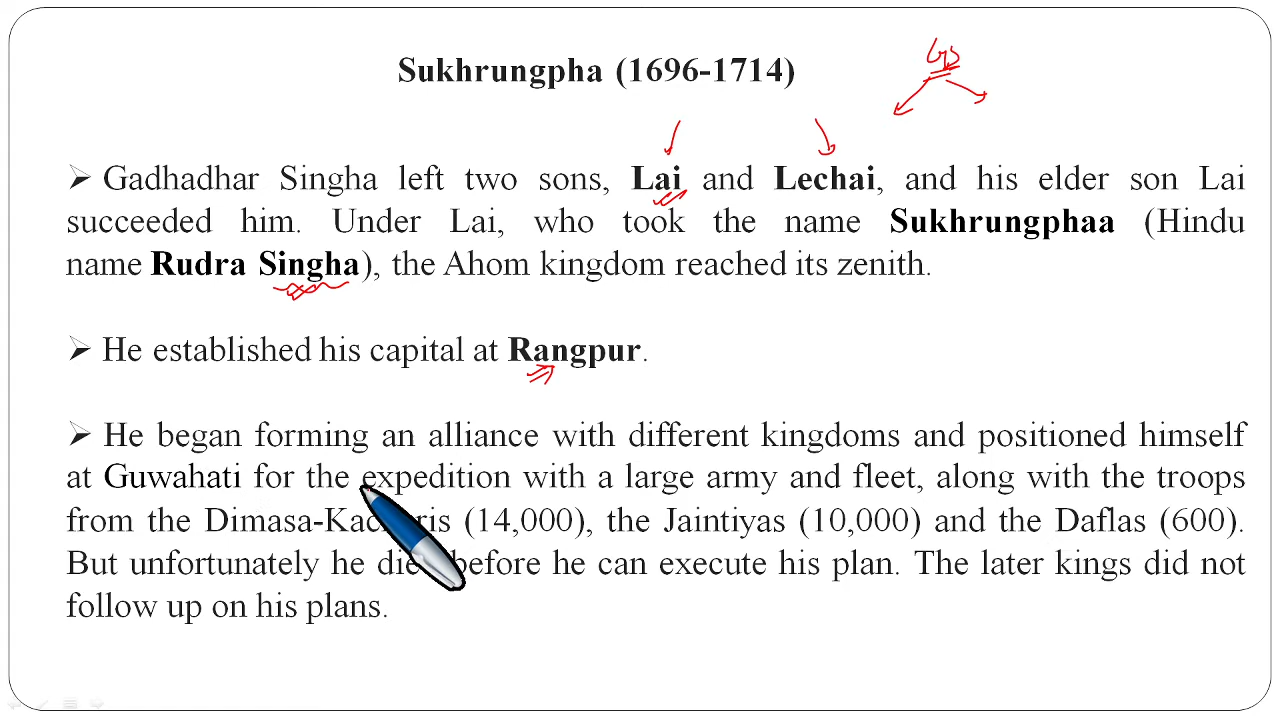 Sukhrungpha (1696-1714)
GS
➢ Gadhadhar Singha left two sons, Lai and Lechai, and his elder son Lai
succeeded him. Under Lai, who took the name Sukhrungphaa (Hindu
name Rudra Singha), the Ahom kingdom reached its zenith.
➢ He established his capital at Rangpur.
➢ He began forming an alliance with different kingdoms and positioned himself
at Guwahati for the expedition with a large army and fleet, along with the troops
from the (14,000), the Jaintiyas (10,000) and the Daflas (600).
But unfortunately he before he can execute his plan. The later kings did not
follow up on his plans.